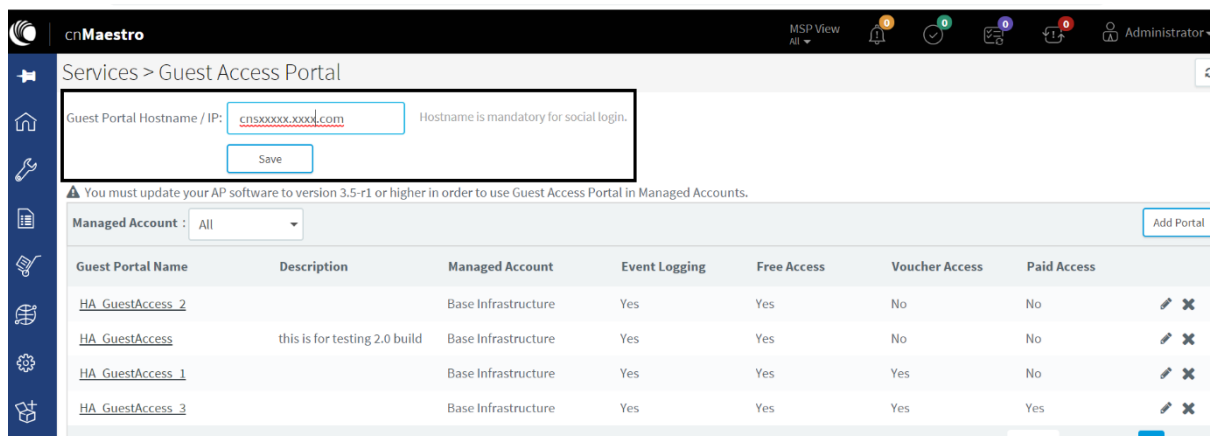 cnMaestro
MSP View
All
0
0
0
0
Administrator
Services > Guest Access Portal
Guest Portal Hostname / IP: cnsxxxxx.xxxx.com Hostname is mandatory for social login.
Save
You must update your AP software to version 3.5-r1 or higher in order to use Guest Access Portal in Managed Accounts.
Managed Account : All Add Portal
Guest Portal Name Description Managed Account Event Logging Free Access Voucher Access Paid Access
HA_GuestAccess_2 Base Infrastructure Yes Yes No No
HA_GuestAccess this is for testing 2.0 build Base Infrastructure Yes Yes No No
HA_GuestAccess_1 Base Infrastructure Yes Yes Yes No
HA_GuestAccess_3 Base Infrastructure Yes Yes Yes Yes